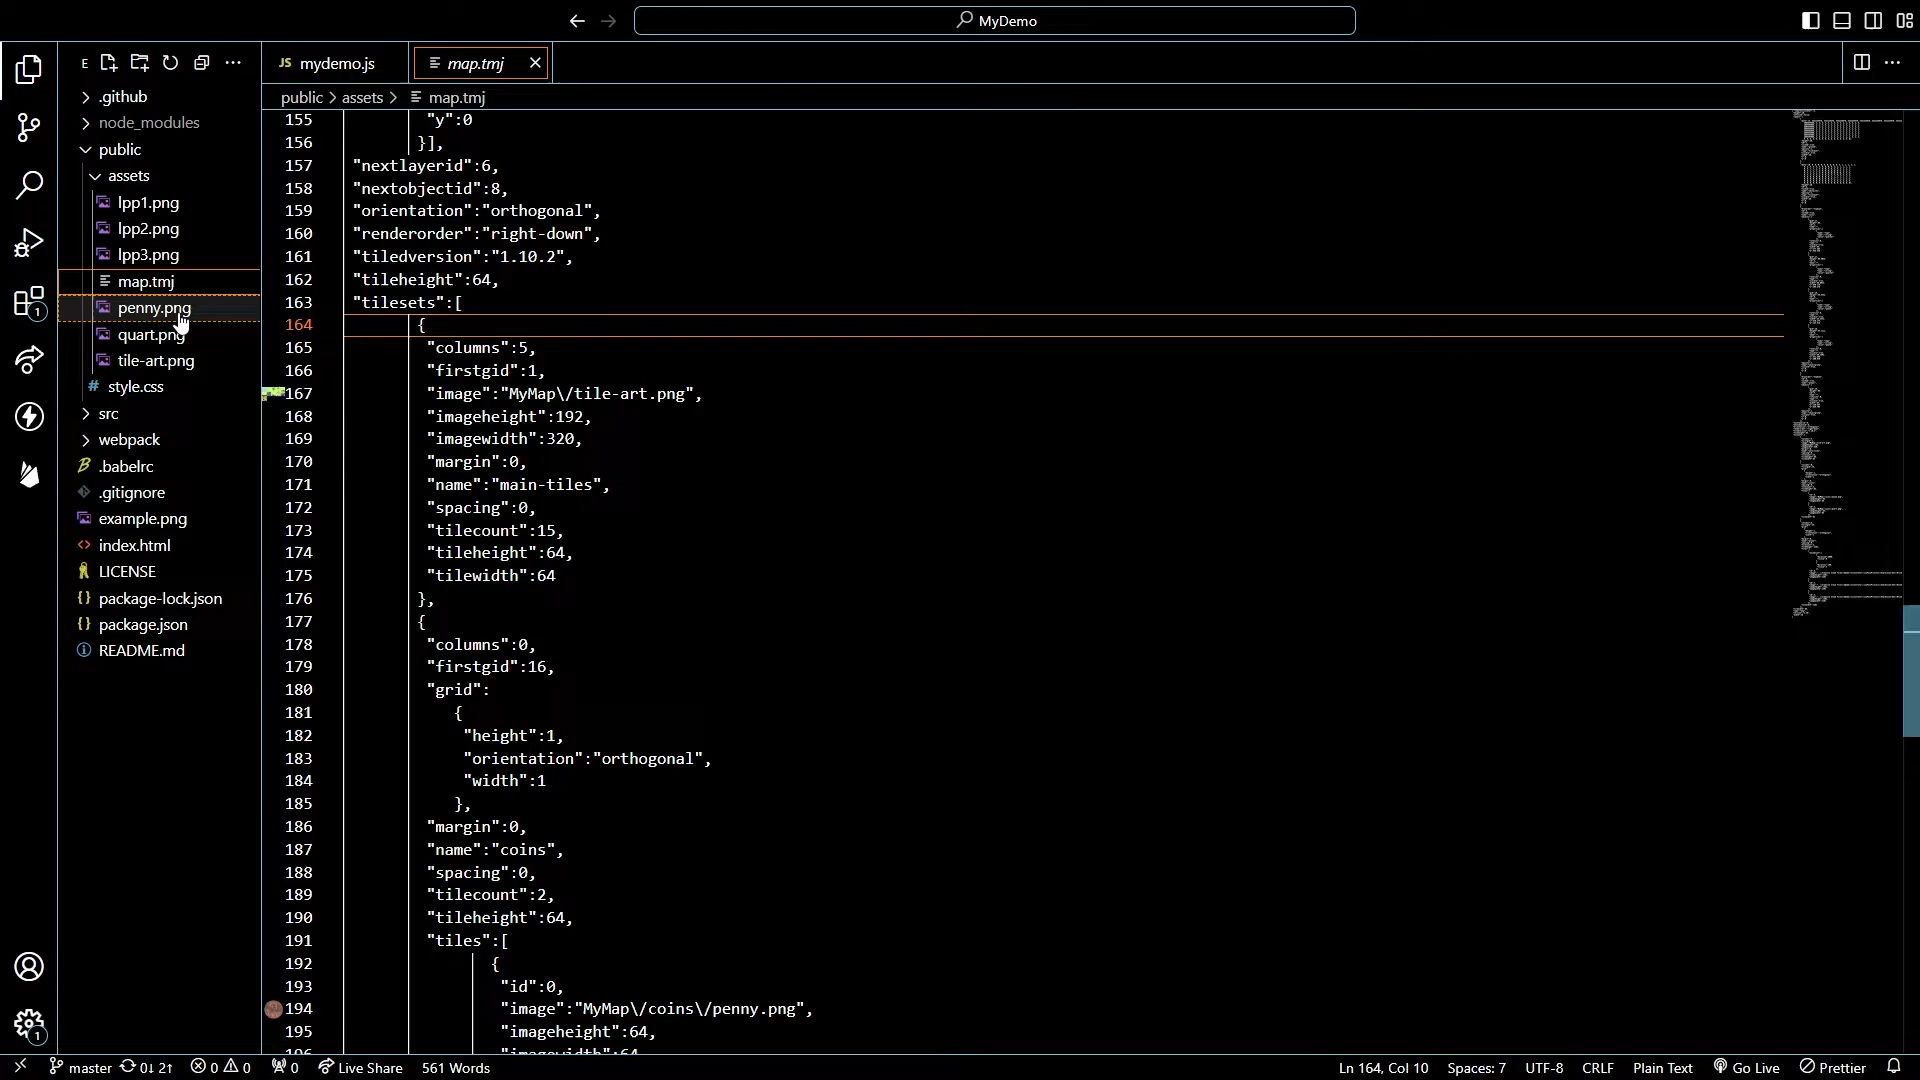 MyDemo
E
mydemo.js
map.tmj
public > assets > map.tmj
.github
node_modules
public
assets
lpp1.png
lpp2.png
lpp3.png
map.tmj
penny.png
quart.png
tile-art.png
style.css
src
webpack
.babelrc
.gitignore
example.png
index.html
LICENSE
package-lock.json
package.json
README.md
155 "y":0
156 }],
157 "nextlayerid":6,
158 "nextobjectid":8,
159 "orientation":"orthogonal",
160 "renderorder":"right-down",
161 "tiledversion":"1.10.2",
162 "tileheight":64,
163 "tilesets":[
164 {
165 "columns":5,
166 "firstgid":1,
167 "image":"MyMap\/tile-art.png",
168 "imageheight":192,
169 "imagewidth":320,
170 "margin":0,
171 "name":"main-tiles",
172 "spacing":0,
173 "tilecount":15,
174 "tileheight":64,
175 "tilewidth":64
176 },
177 {
178 "columns":0,
179 "firstgid":16,
180 "grid":
181 {
182 "height":1,
183 "orientation":"orthogonal",
184 "width":1
185 },
186 "margin":0,
187 "name":"coins",
188 "spacing":0,
189 "tilecount":2,
190 "tileheight":64,
191 "tiles":[
192 {
193 "id":0,
194 "image":"MyMap\/coins\/penny.png",
195 "imageheight":64,
196 "imagewidth":64
master 0↓ 2↑ 0 0 0 Live Share 561 Words Ln 164, Col 10 Spaces: 7 UTF-8 CRLF Plain Text Go Live Prettier